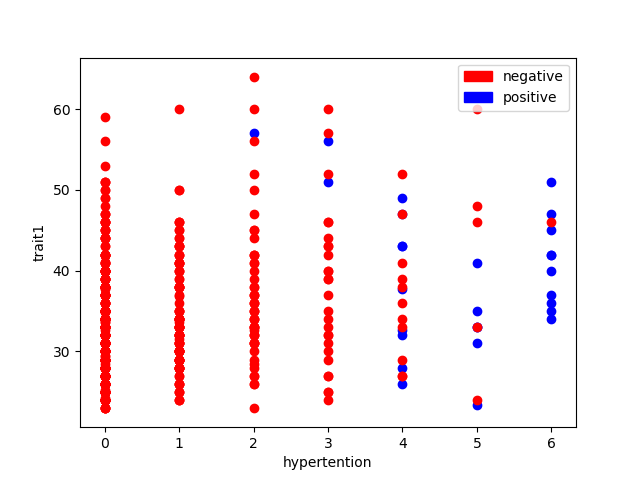 negative
positive
60
50
40
30
trait1
0 1 2 3 4 5 6
hypertention